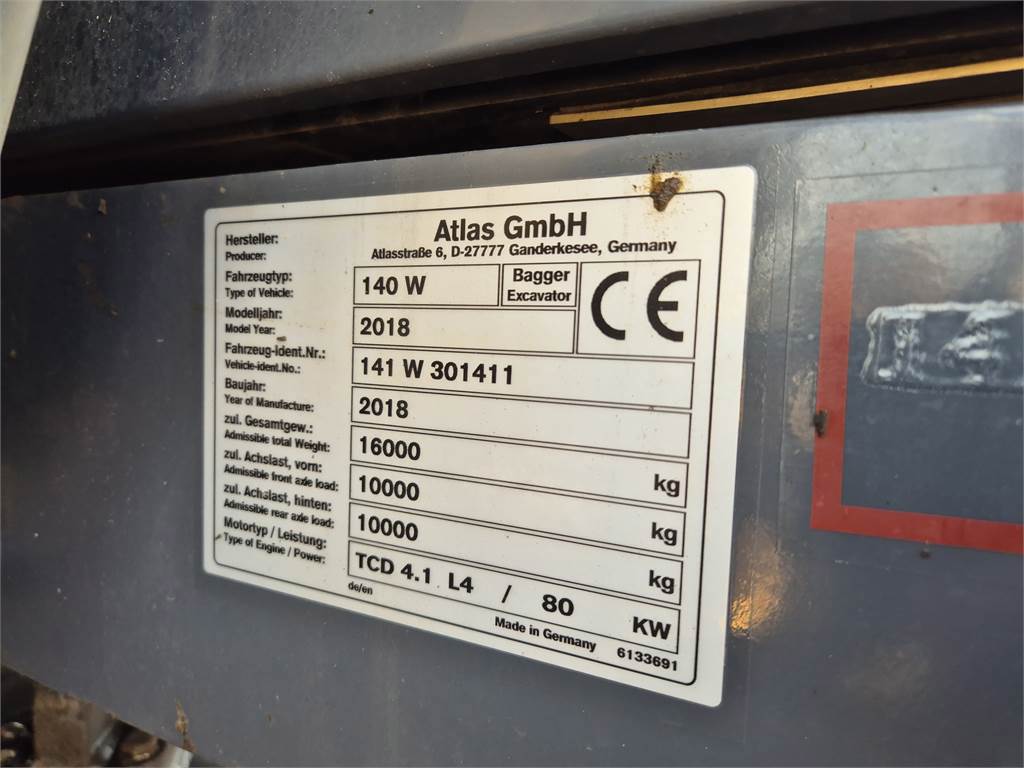 Atlas GmbH
Atlasstraße 6, D-27777 Ganderkesee, Germany
Hersteller:
Producer:
Fahrzeugtyp:
Type of Vehicle:
140 W
Bagger
Excavator
CE
Modelljahr:
Model Year:
2018
Fahrzeug-ident.Nr.:
Vehicle-ident.No.:
141 W 301411
Baujahr:
Year of Manufacture:
2018
zul. Gesamtgew.:
Admissible total Weight:
16000 kg
zul. Achslast, vorn:
Admissible front axle load:
10000 kg
zul. Achslast, hinten:
Admissible rear axle load:
10000 kg
Motortyp / Leistung:
Type of Engine / Power:
TCD 4.1 L4 / 80 KW
de/en
Made in Germany
6133691